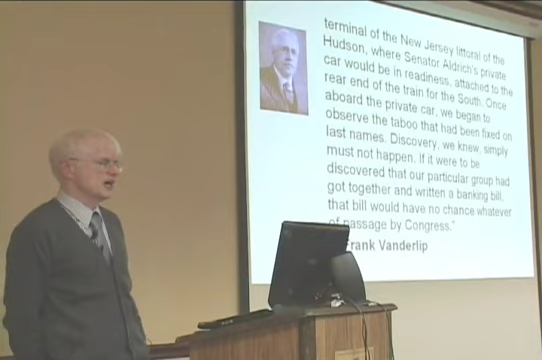 terminal of the New Jersey littoral of the
Hudson, where Senator Aldrich's private
car would be in readiness, attached to the
rear end of the train for the South. Once
aboard the private car, we began to
observe the taboo that had been fixed on
last names. Discovery, we knew, simply
must not happen. If it were to be
discovered that our particular group had
got together and written a banking bill,
that bill would have no chance whatever
of passage by Congress."
Frank Vanderlip